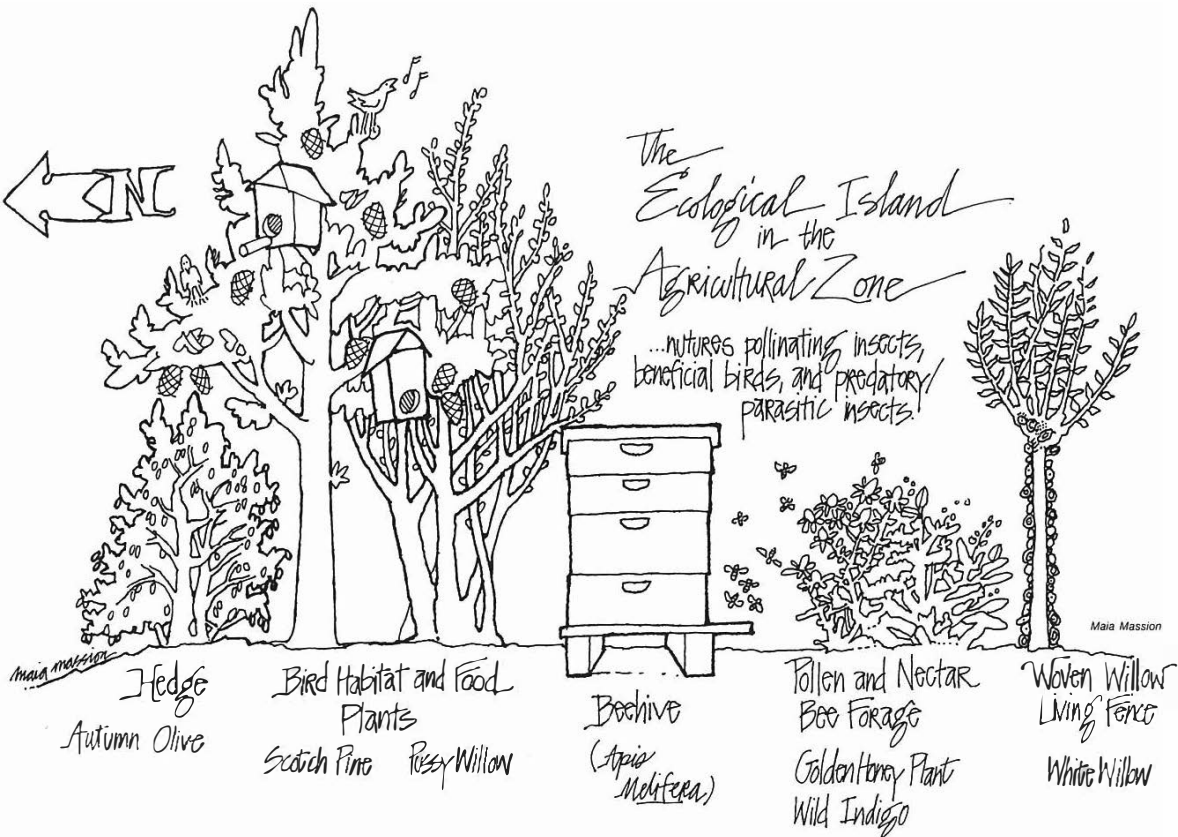 N
The
Ecological Island
in the
Agricultural Zone
...nutures pollinating insects,
beneficial birds, and predatory/
parasitic insects.
Maia Massion
maia massion
Hedge
Autumn Olive
Bird Habitat and Food
Plants
Scotch Pine Pussy Willow
Beehive
(Apis
Melifera)
Pollen and Nectar
Bee Forage
Golden Honey Plant
Wild Indigo
Woven Willow
Living Fence
White Willow